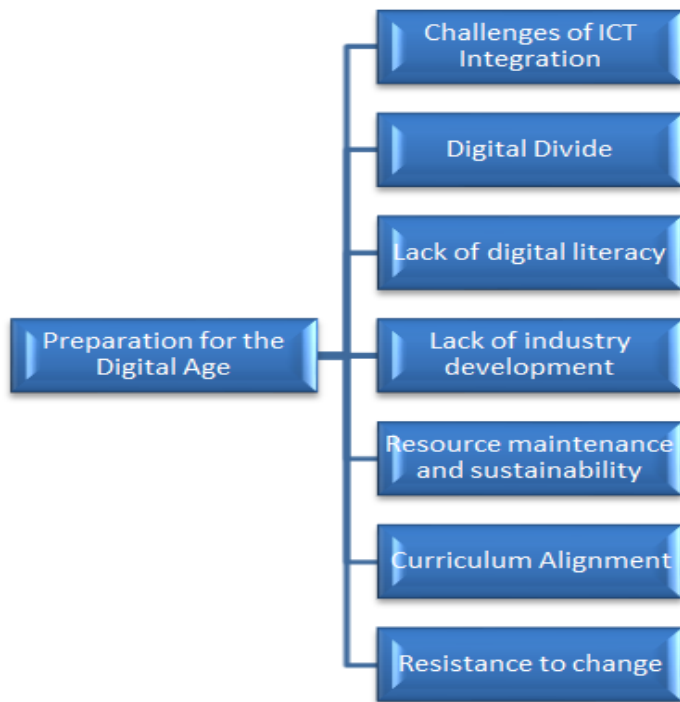 Challenges of ICT
Integration
Digital Divide
Lack of digital literacy
Preparation for the
Digital Age
Lack of industry
development
Resource maintenance
and sustainability
Curriculum Alignment
Resistance to change